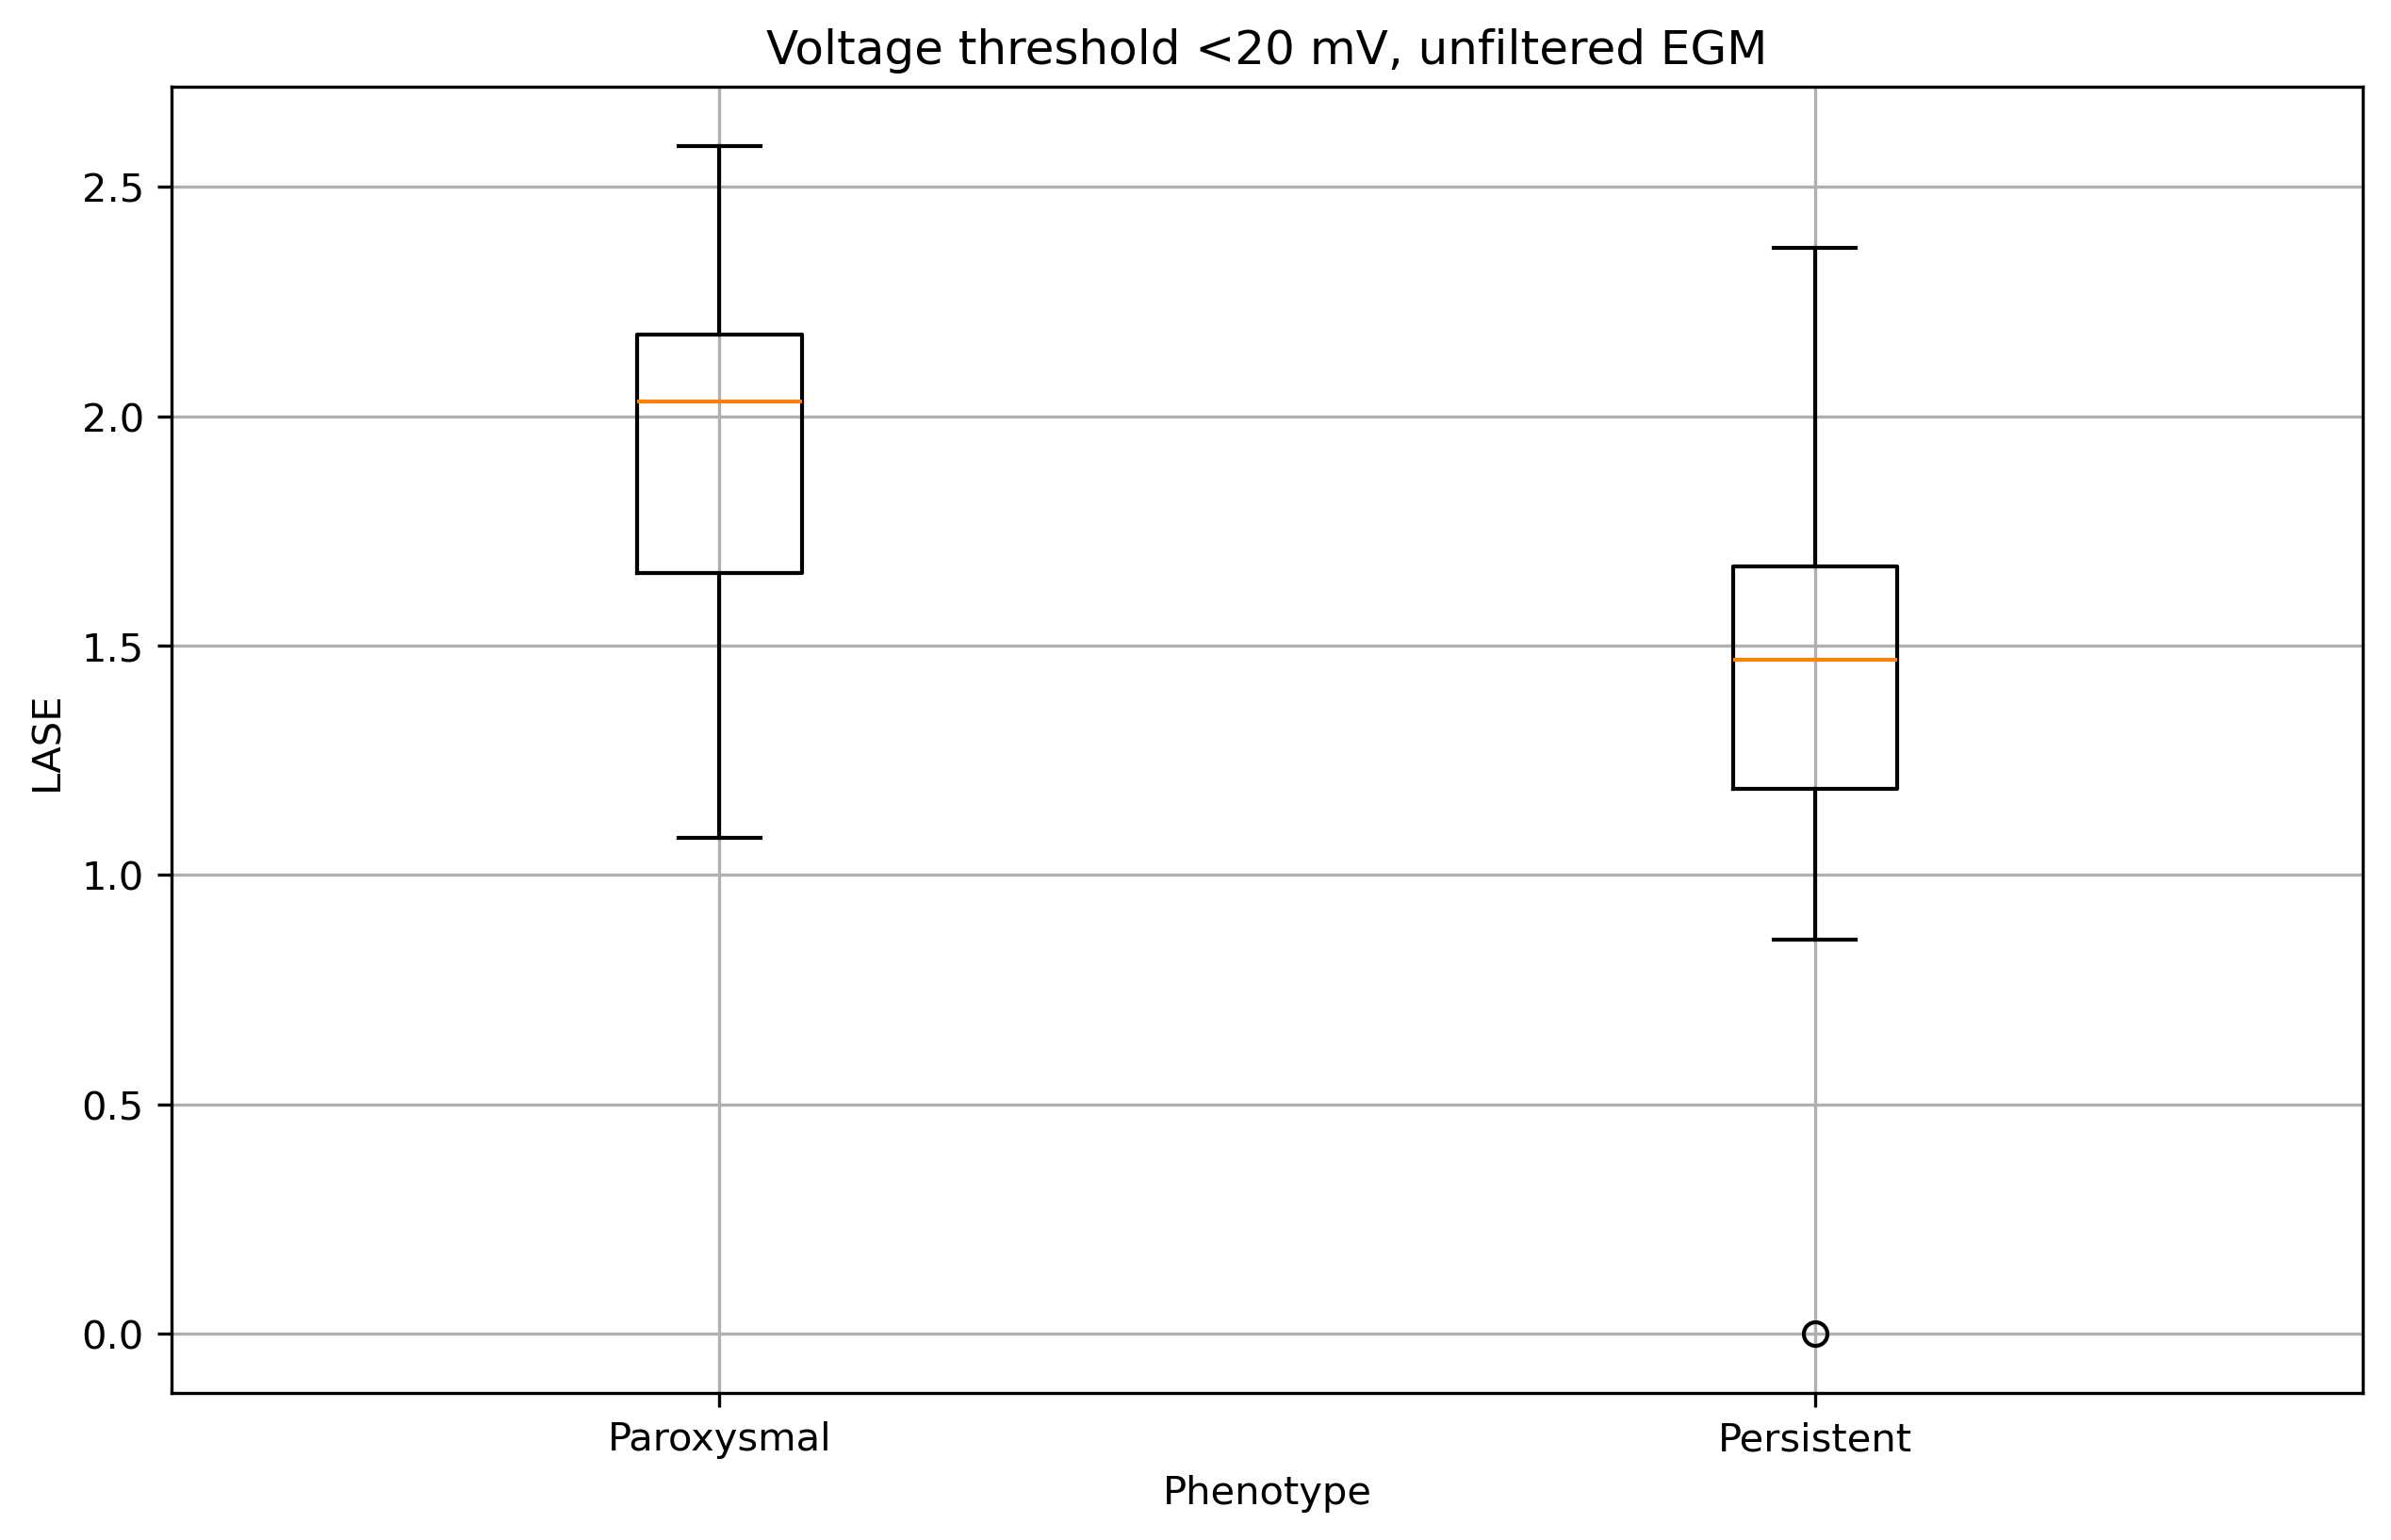 Voltage threshold <20 mV, unfiltered EGM
2.5
2.0
1.5
1.0
0.5
0.0
LASE
Paroxysmal
Persistent
Phenotype